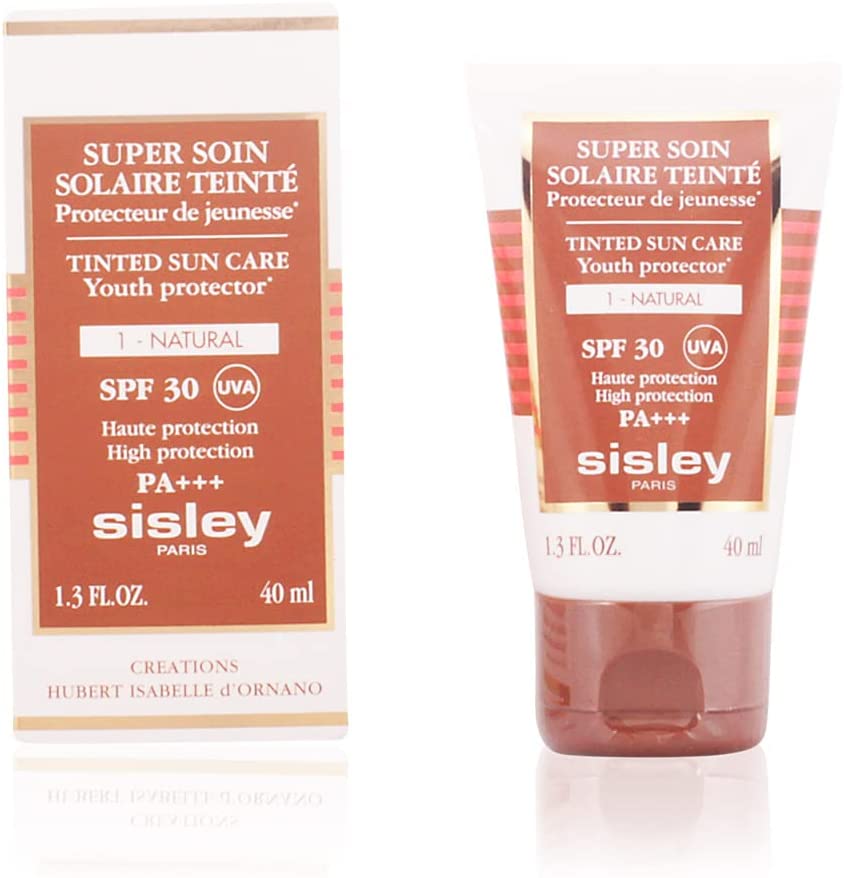 SUPER SOIN
SOLAIRE TEINTÉ
Protecteur de jeunesse*
TINTED SUN CARE
Youth protector*
1 - NATURAL
SPF 30 UVA
Haute protection
High protection
PA+++
sisley
PARIS
1.3 FL.OZ. 40 ml
CREATIONS
HUBERT ISABELLE d'ORNANO
SUPER SOIN
SOLAIRE TEINTÉ
Protecteur de jeunesse*
TINTED SUN CARE
Youth protector*
1 - NATURAL
SPF 30 UVA
Haute protection
High protection
PA+++
sisley
PARIS
1.3 FL.OZ. 40 ml